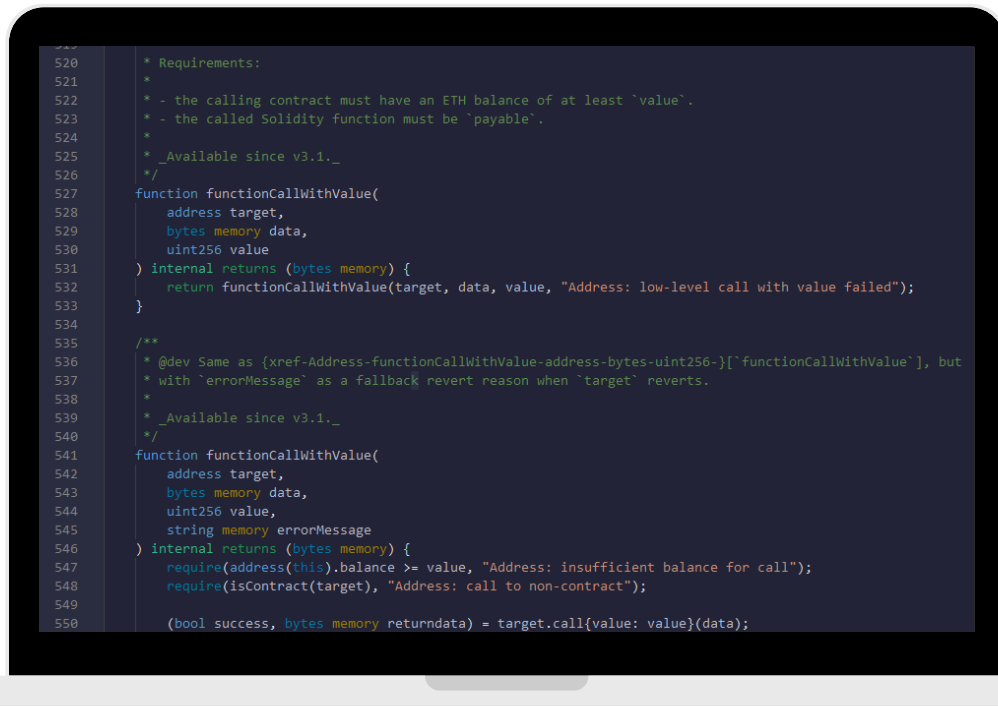 520 * Requirements:
521 *
522 * - the calling contract must have an ETH balance of at least `value`.
523 * - the called Solidity function must be `payable`.
524 *
525 * _Available since v3.1._
526 */
527 function functionCallWithValue(
528 address target,
529 bytes memory data,
530 uint256 value
531 ) internal returns (bytes memory) {
532 return functionCallWithValue(target, data, value, "Address: low-level call with value failed");
533 }
534
535 /**
536 * @dev Same as {xref-Address-functionCallWithValue-address-bytes-uint256-}[`functionCallWithValue`], but
537 * with `errorMessage` as a fallback revert reason when `target` reverts.
538 *
539 * _Available since v3.1._
540 */
541 function functionCallWithValue(
542 address target,
543 bytes memory data,
544 uint256 value,
545 string memory errorMessage
546 ) internal returns (bytes memory) {
547 require(address(this).balance >= value, "Address: insufficient balance for call");
548 require(isContract(target), "Address: call to non-contract");
549
550 (bool success, bytes memory returndata) = target.call{value: value}(data);